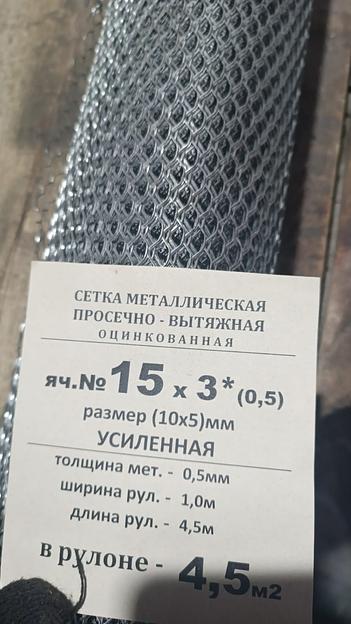 СЕТКА МЕТАЛЛИЧЕСКАЯ
ПРОСЕЧНО - ВЫТЯЖНАЯ
ОЦИНКОВАННАЯ
яч.№15 х 3*(0,5)
размер (10х5)мм
УСИЛЕННАЯ
толщина мет. - 0,5мм
ширина рул. - 1,0м
длина рул. - 4,5м
в рулоне - 4,5м2